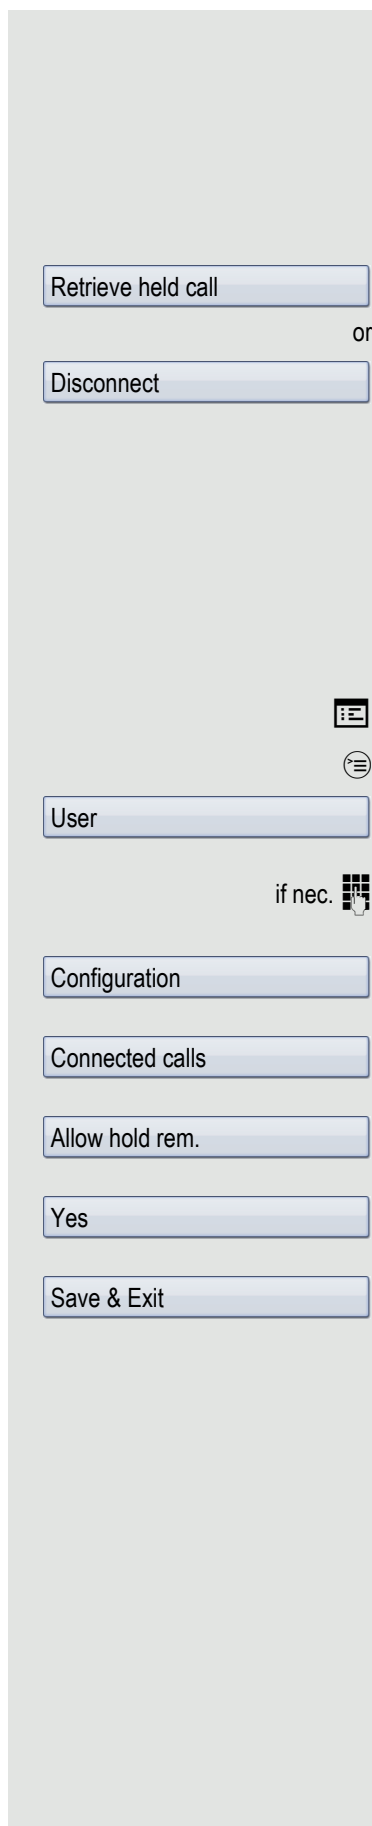 Retrieve held call
or
Disconnect
User
if nec.
Configuration
Connected calls
Allow hold rem.
Yes
Save & Exit